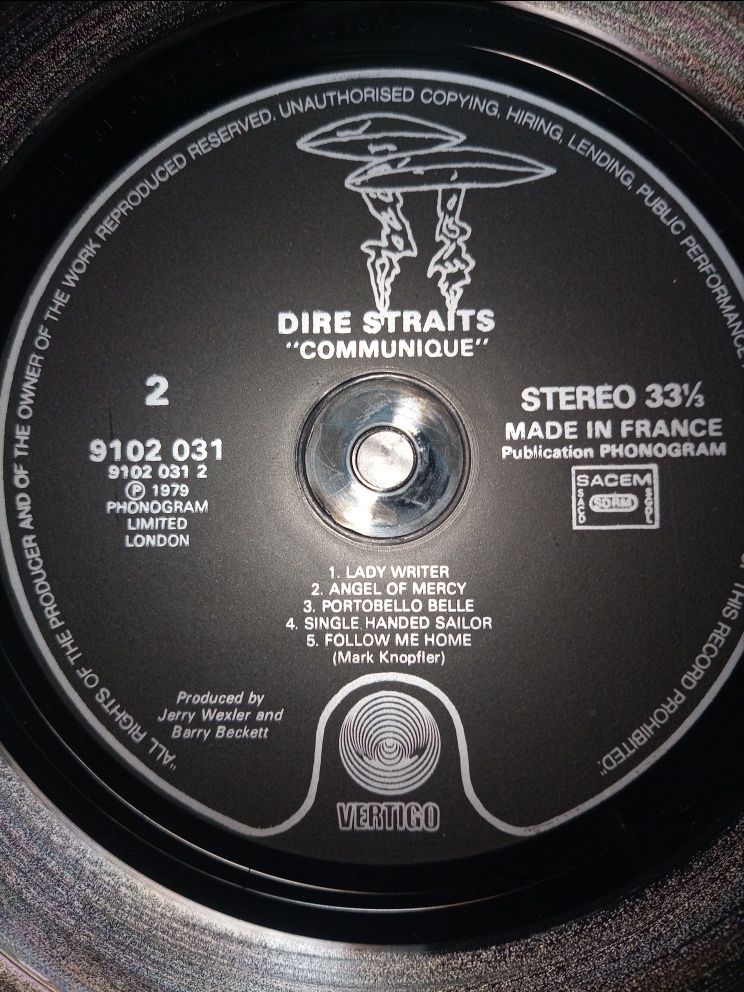 "ALL RIGHTS OF THE PRODUCER AND OF THE OWNER OF THE WORK REPRODUCED RESERVED. UNAUTHORISED COPYING, HIRING, LENDING, PUBLIC PERFORMANCE THIS RECORD PROHIBITED."
DIRE STRAITS
"COMMUNIQUE"
2
9102 031
9102 031 2
Ⓟ 1979
PHONOGRAM
LIMITED
LONDON
STEREO 33⅓
MADE IN FRANCE
Publication PHONOGRAM
SACEM
SACD
SDRM
SGDL
1. LADY WRITER
2. ANGEL OF MERCY
3. PORTOBELLO BELLE
4. SINGLE HANDED SAILOR
5. FOLLOW ME HOME
(Mark Knopfler)
Produced by
Jerry Wexler and
Barry Beckett
VERTIGO